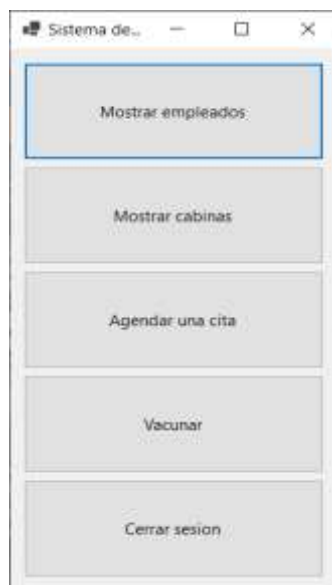 Sistema de...
Mostrar empleados
Mostrar cabinas
Agendar una cita
Vacunar
Cerrar sesion